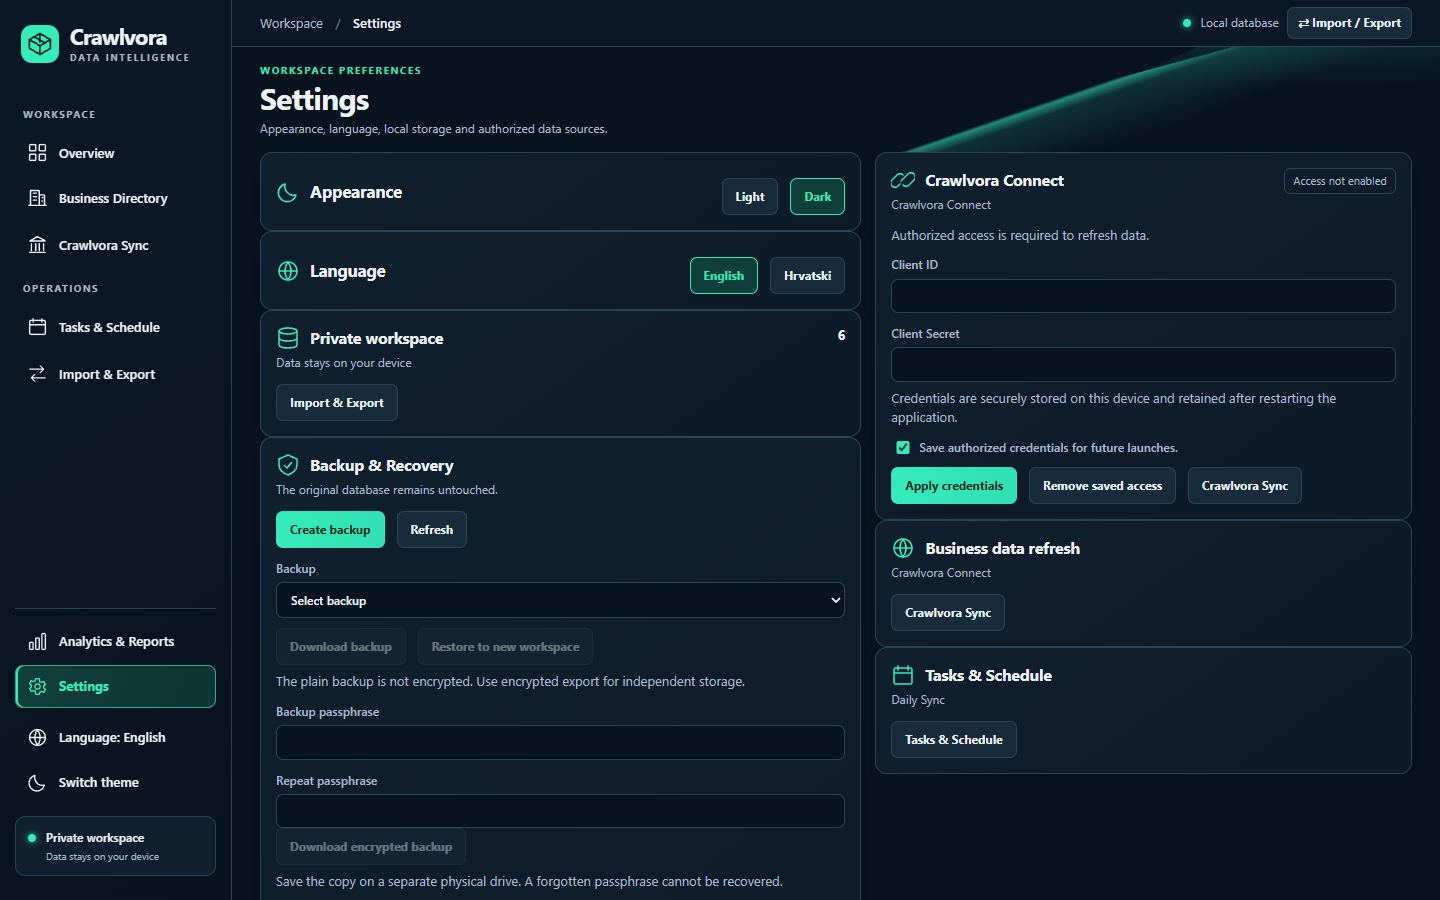 Crawlvora
DATA INTELLIGENCE
WORKSPACE
Overview
Business Directory
Crawlvora Sync
OPERATIONS
Tasks & Schedule
Import & Export
Analytics & Reports
Settings
Language: English
Switch theme
Private workspace
Data stays on your device
Workspace / Settings
Local database
⇄ Import / Export
WORKSPACE PREFERENCES
Settings
Appearance, language, local storage and authorized data sources.
Appearance
Light
Dark
Language
English
Hrvatski
Private workspace
6
Data stays on your device
Import & Export
Backup & Recovery
The original database remains untouched.
Create backup
Refresh
Backup
Select backup
Download backup
Restore to new workspace
The plain backup is not encrypted. Use encrypted export for independent storage.
Backup passphrase
Repeat passphrase
Download encrypted backup
Save the copy on a separate physical drive. A forgotten passphrase cannot be recovered.
Crawlvora Connect
Access not enabled
Crawlvora Connect
Authorized access is required to refresh data.
Client ID
Client Secret
Credentials are securely stored on this device and retained after restarting the
application.
Save authorized credentials for future launches.
Apply credentials
Remove saved access
Crawlvora Sync
Business data refresh
Crawlvora Connect
Crawlvora Sync
Tasks & Schedule
Daily Sync
Tasks & Schedule